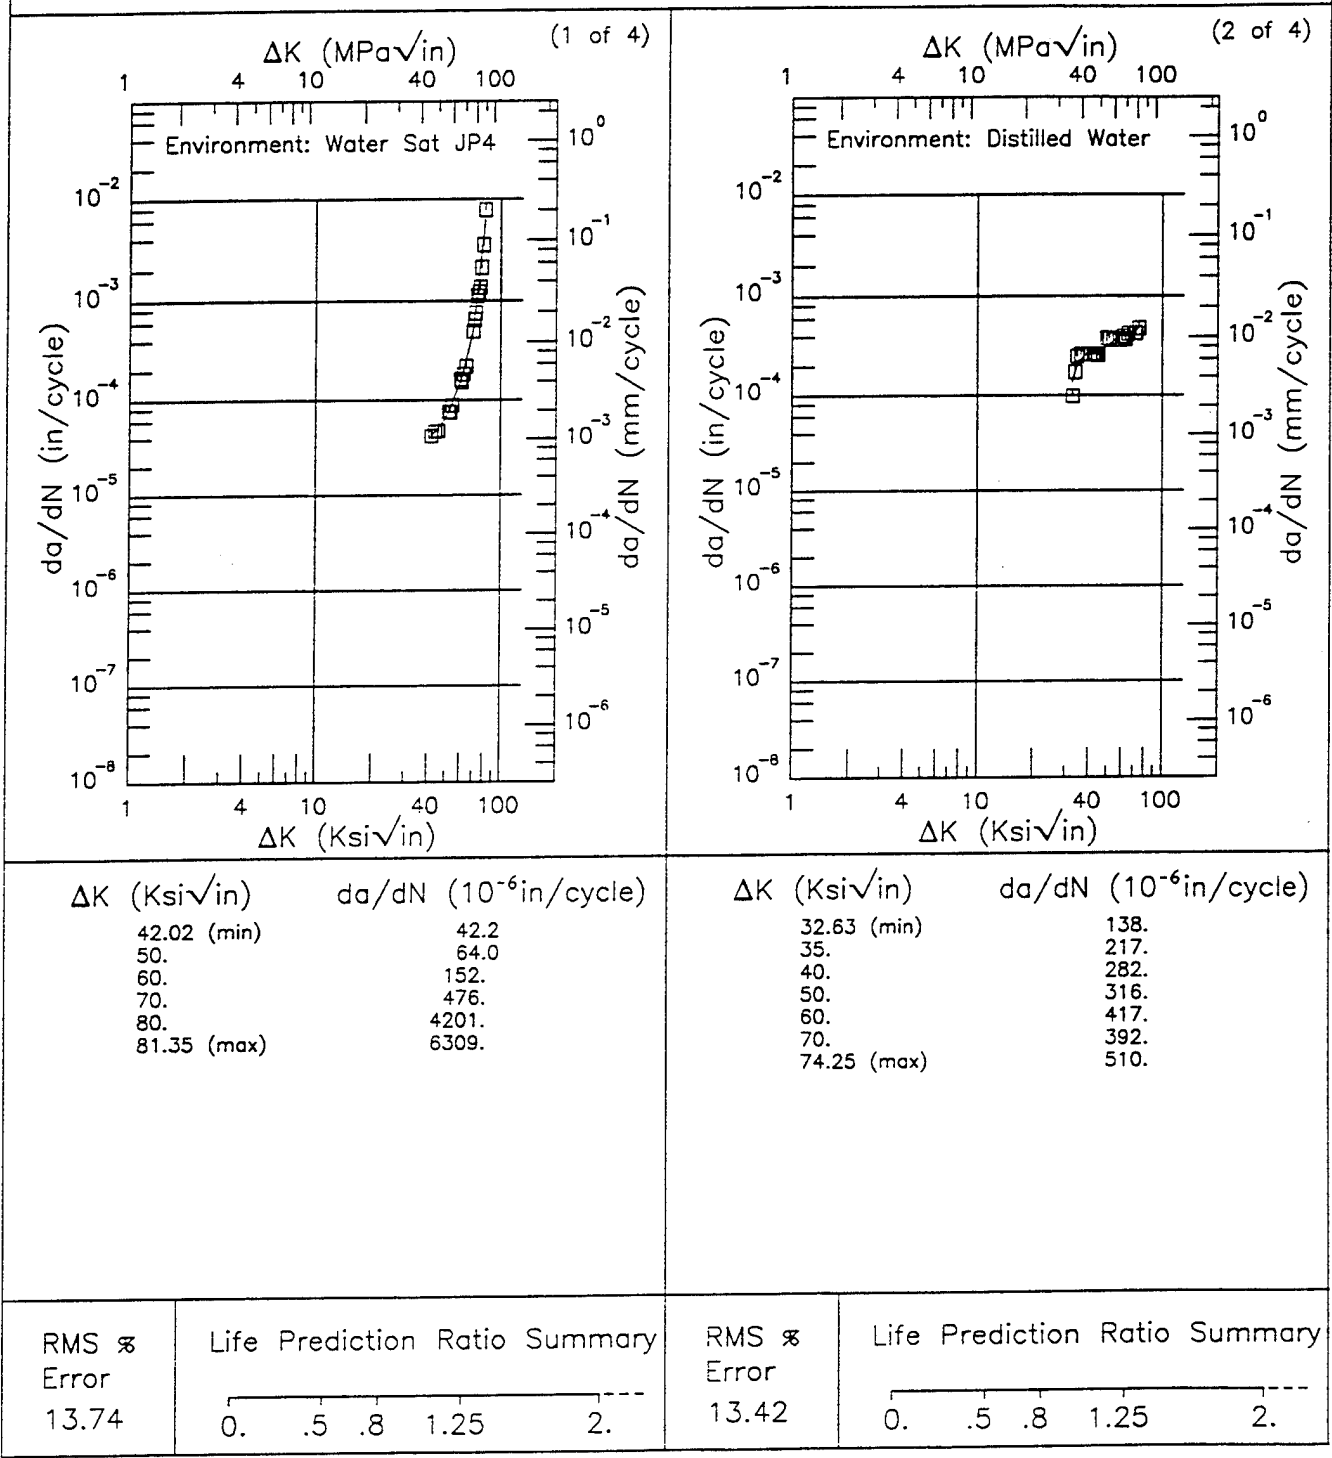 (1 of 4)
ΔK (MPa√in)
1 4 10 40 100
Environment: Water Sat JP4
10⁰
10⁻¹
10⁻²
10⁻³
10⁻⁴
10⁻⁵
10⁻⁶
da/dN (mm/cycle)
10⁻²
10⁻³
10⁻⁴
10⁻⁵
10⁻⁶
10⁻⁷
10⁻⁸
da/dN (in/cycle)
1 4 10 40 100
ΔK (Ksi√in)
ΔK (Ksi√in) da/dN (10⁻⁶in/cycle)
42.02 (min) 42.2
50. 64.0
60. 152.
70. 476.
80. 4201.
81.35 (max) 6309.
RMS %
Error
13.74
Life Prediction Ratio Summary
0. .5 .8 1.25 2.
(2 of 4)
ΔK (MPa√in)
1 4 10 40 100
Environment: Distilled Water
10⁰
10⁻¹
10⁻²
10⁻³
10⁻⁴
10⁻⁵
10⁻⁶
da/dN (mm/cycle)
10⁻²
10⁻³
10⁻⁴
10⁻⁵
10⁻⁶
10⁻⁷
10⁻⁸
da/dN (in/cycle)
1 4 10 40 100
ΔK (Ksi√in)
ΔK (Ksi√in) da/dN (10⁻⁶in/cycle)
32.63 (min) 138.
35. 217.
40. 282.
50. 316.
60. 417.
70. 392.
74.25 (max) 510.
RMS %
Error
13.42
Life Prediction Ratio Summary
0. .5 .8 1.25 2.